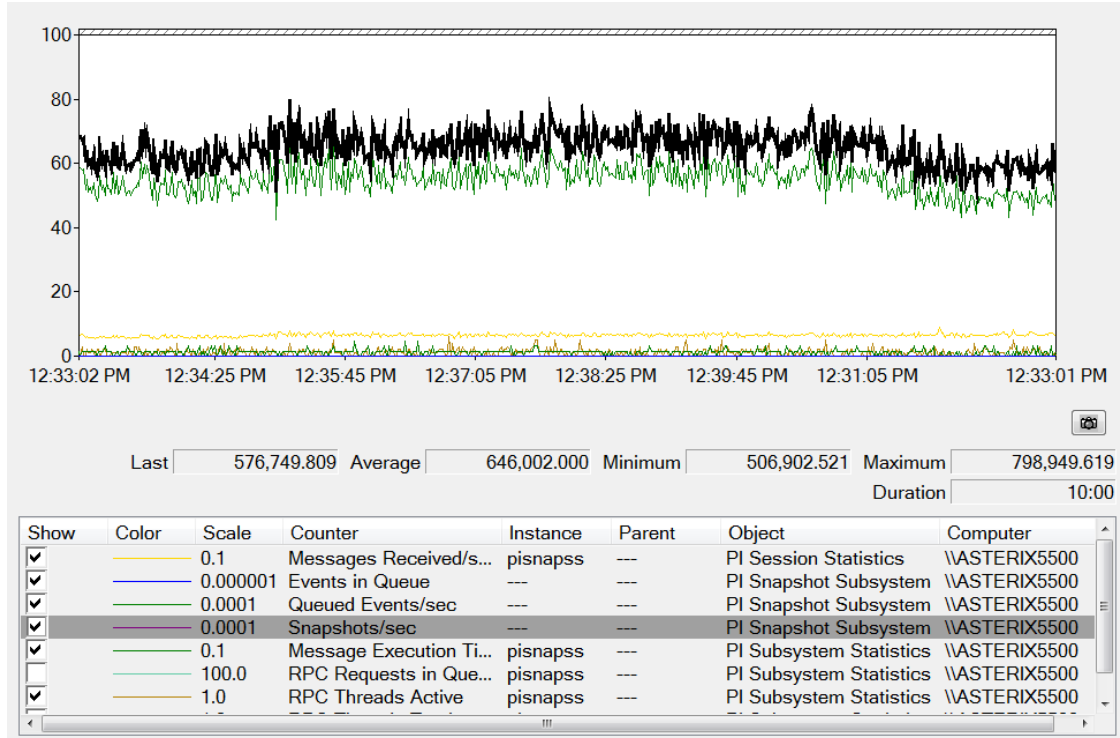 100
80
60
40
20
0
12:33:02 PM 12:34:25 PM 12:35:45 PM 12:37:05 PM 12:38:25 PM 12:39:45 PM 12:31:05 PM 12:33:01 PM
Last 576,749.809 Average 646,002.000 Minimum 506,902.521 Maximum 798,949.619
Duration 10:00
Show Color Scale Counter Instance Parent Object Computer
0.1 Messages Received/s... pisnapss --- PI Session Statistics \\ASTERIX5500
0.000001 Events in Queue --- --- PI Snapshot Subsystem \\ASTERIX5500
0.0001 Queued Events/sec --- --- PI Snapshot Subsystem \\ASTERIX5500
0.0001 Snapshots/sec --- --- PI Snapshot Subsystem \\ASTERIX5500
0.1 Message Execution Ti... pisnapss --- PI Subsystem Statistics \\ASTERIX5500
100.0 RPC Requests in Que... pisnapss --- PI Subsystem Statistics \\ASTERIX5500
1.0 RPC Threads Active pisnapss --- PI Subsystem Statistics \\ASTERIX5500